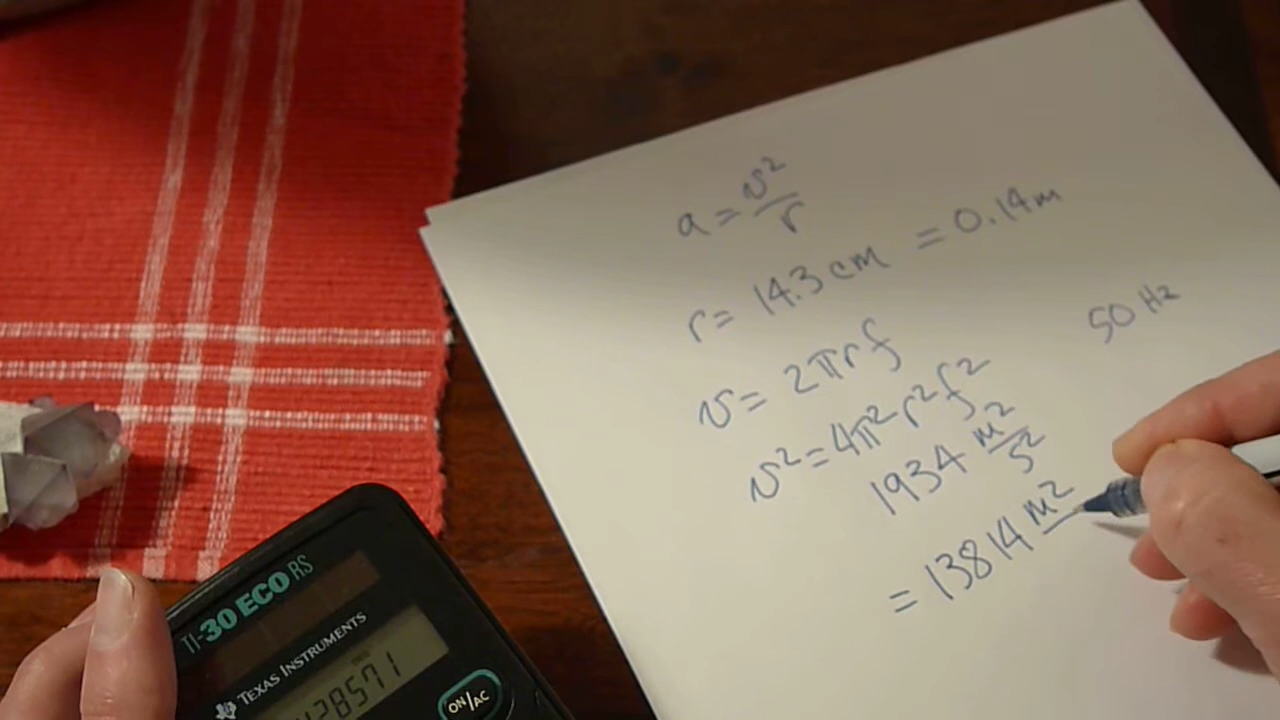 a = v²/r
r = 14.3 cm = 0.14 m
50 Hz
v = 2πrf
v² = 4π²r²f²
1934 m²/s²
= 13814 m²
TI-30 ECO RS
TEXAS INSTRUMENTS
28571
ON/AC